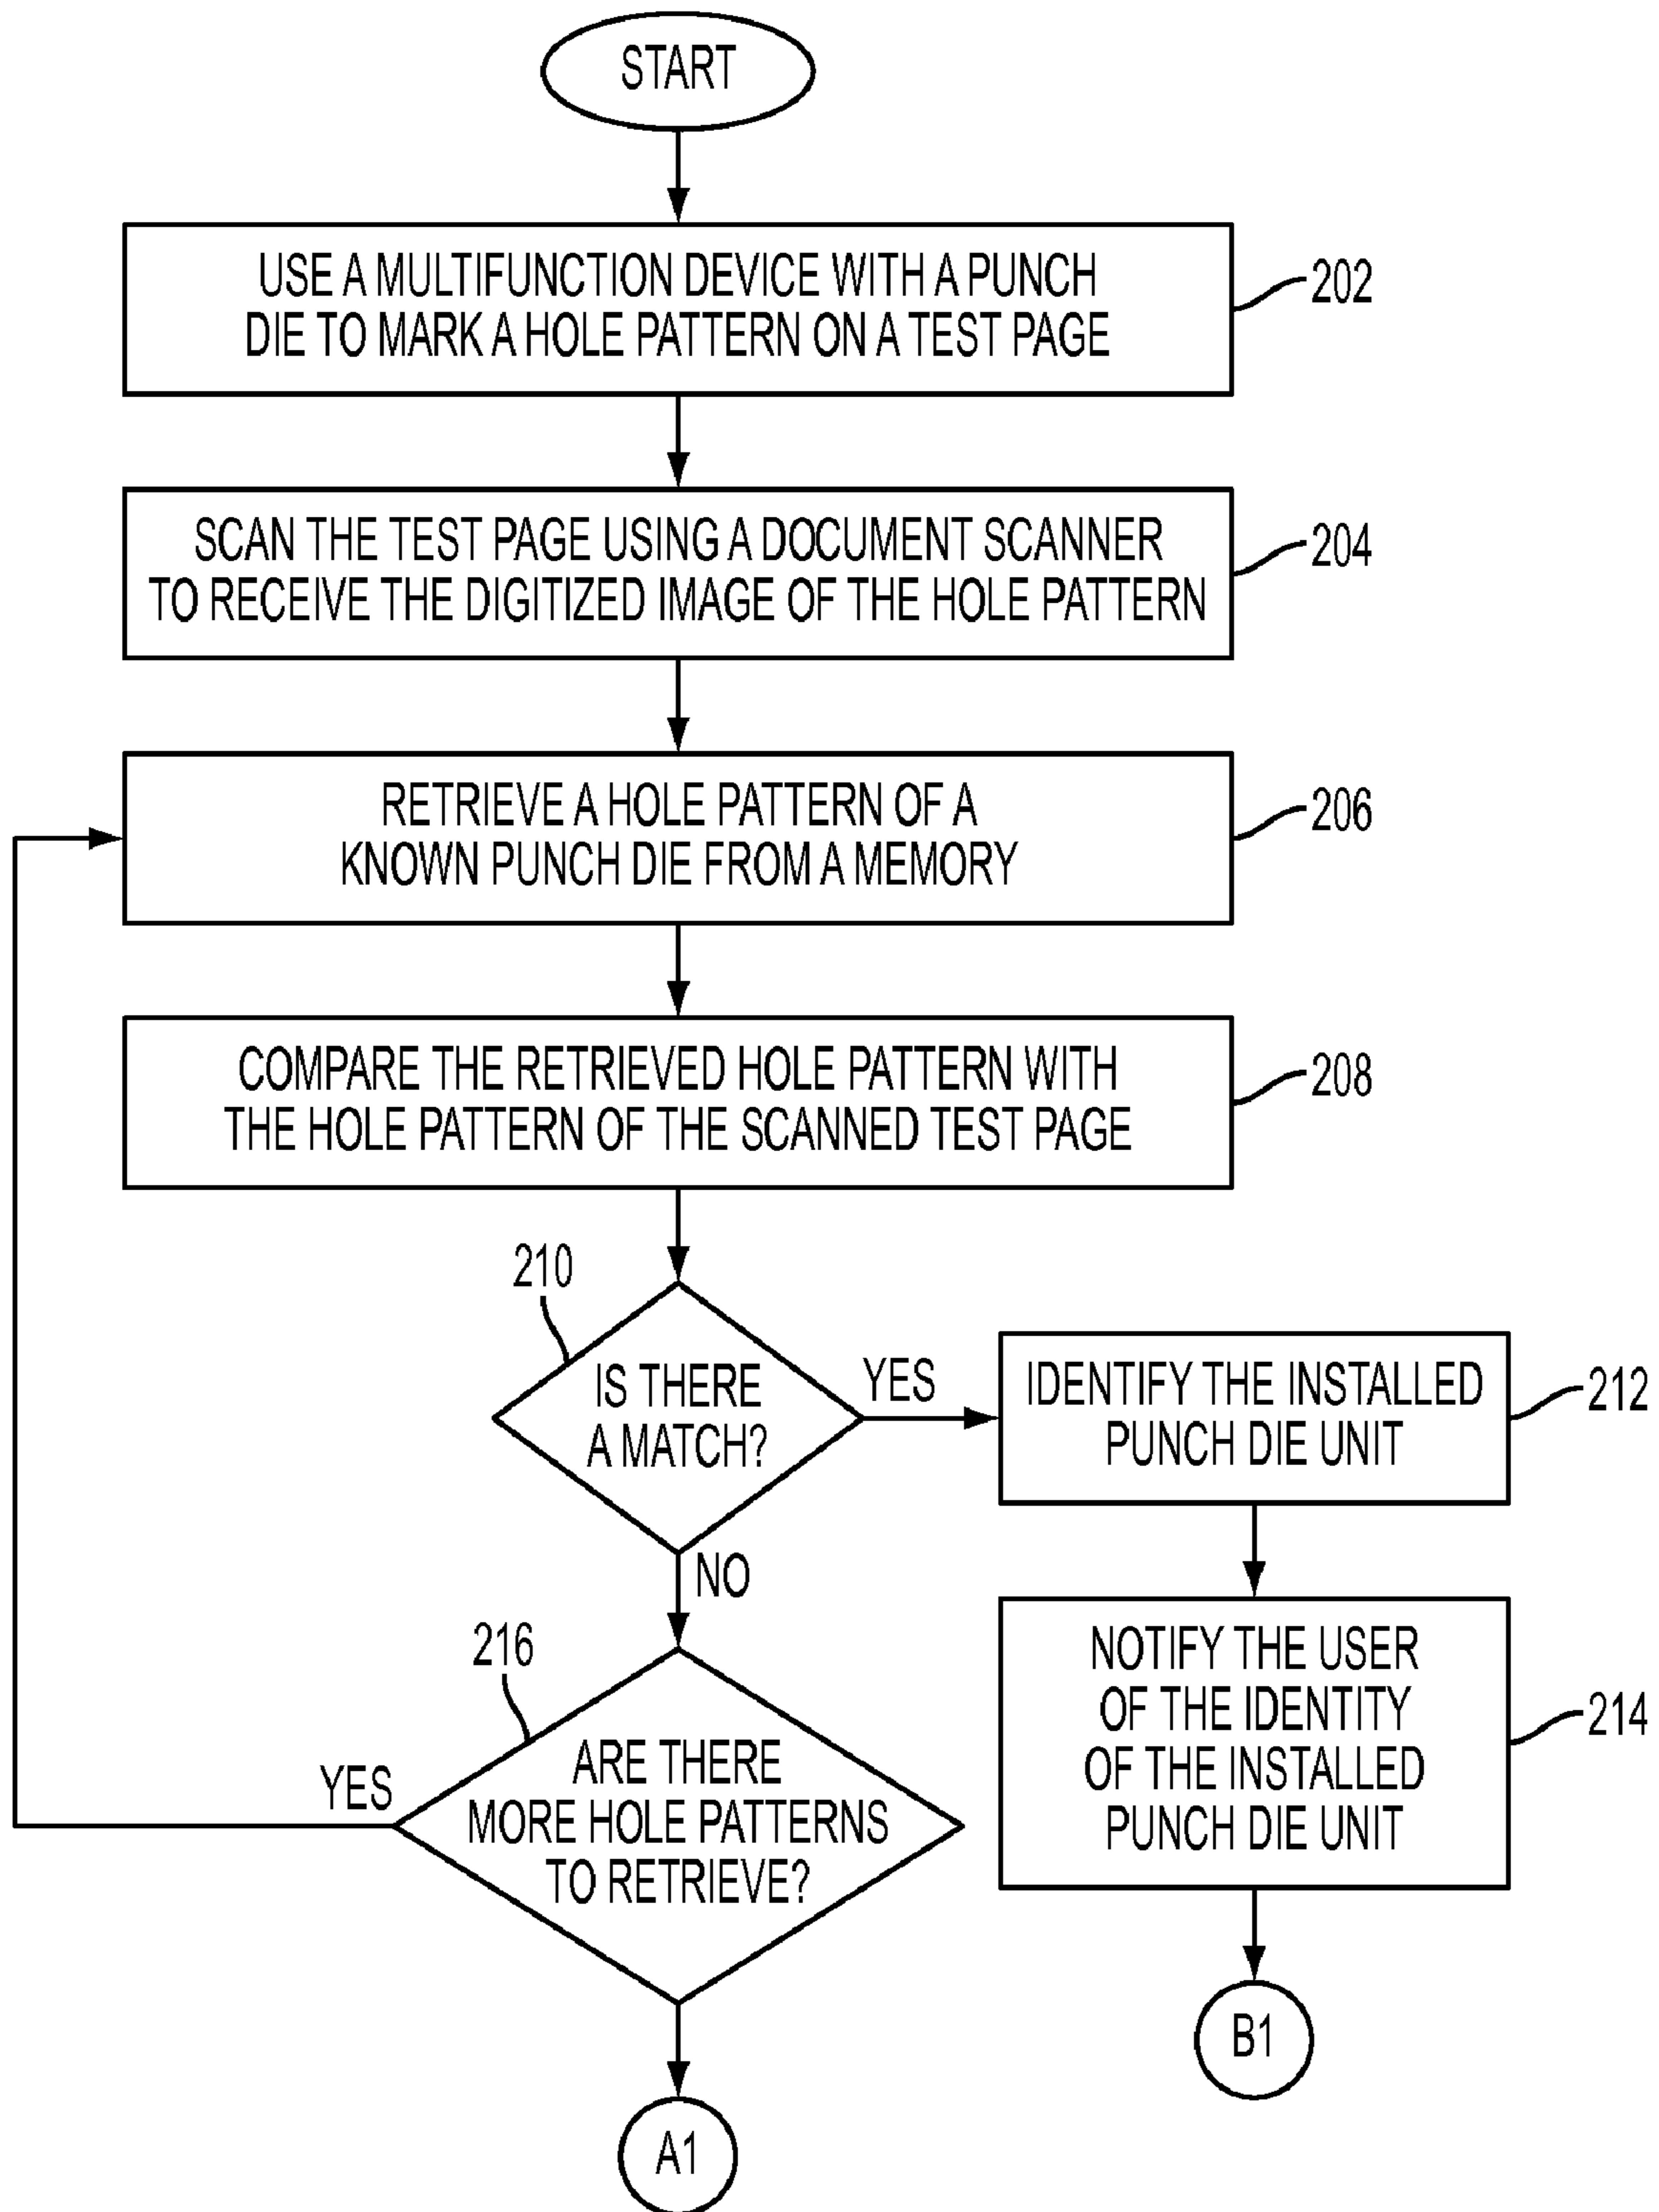 START
USE A MULTIFUNCTION DEVICE WITH A PUNCH
DIE TO MARK A HOLE PATTERN ON A TEST PAGE
202
SCAN THE TEST PAGE USING A DOCUMENT SCANNER
TO RECEIVE THE DIGITIZED IMAGE OF THE HOLE PATTERN
204
RETRIEVE A HOLE PATTERN OF A
KNOWN PUNCH DIE FROM A MEMORY
206
COMPARE THE RETRIEVED HOLE PATTERN WITH
THE HOLE PATTERN OF THE SCANNED TEST PAGE
208
210
IS THERE
A MATCH?
YES
IDENTIFY THE INSTALLED
PUNCH DIE UNIT
212
NO
NOTIFY THE USER
OF THE IDENTITY
OF THE INSTALLED
PUNCH DIE UNIT
214
216
ARE THERE
MORE HOLE PATTERNS
TO RETRIEVE?
YES
B1
A1